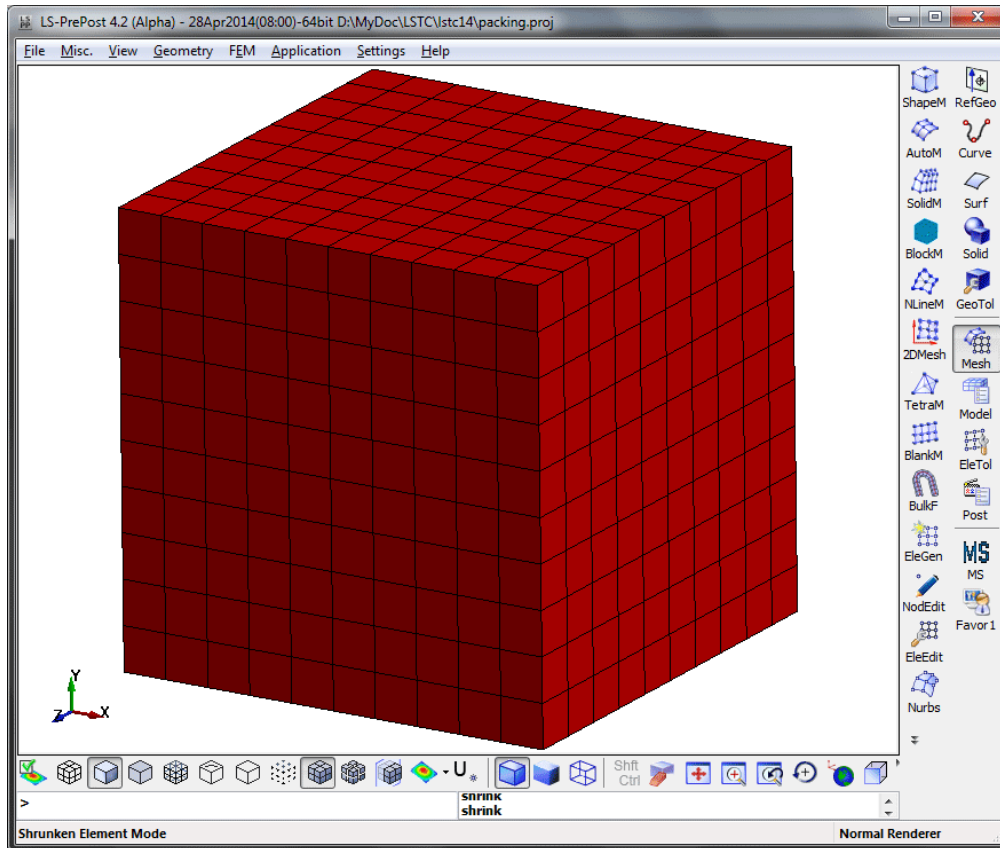 LS-PrePost 4.2 (Alpha) - 28Apr2014(08:00)-64bit D:\MyDoc\LSTC\lstc14\packing.proj
File Misc. View Geometry FEM Application Settings Help
ShapeM RefGeo
AutoM Curve
SolidM Surf
BlockM Solid
NLineM GeoTol
2DMesh Mesh
TetraM Model
BlankM EleTol
BulkF Post
EleGen MS
MS
NodEdit Favor1
EleEdit
Nurbs
Y
Z X
U Shft
Ctrl
> shrink
shrink
Shrunken Element Mode Normal Renderer